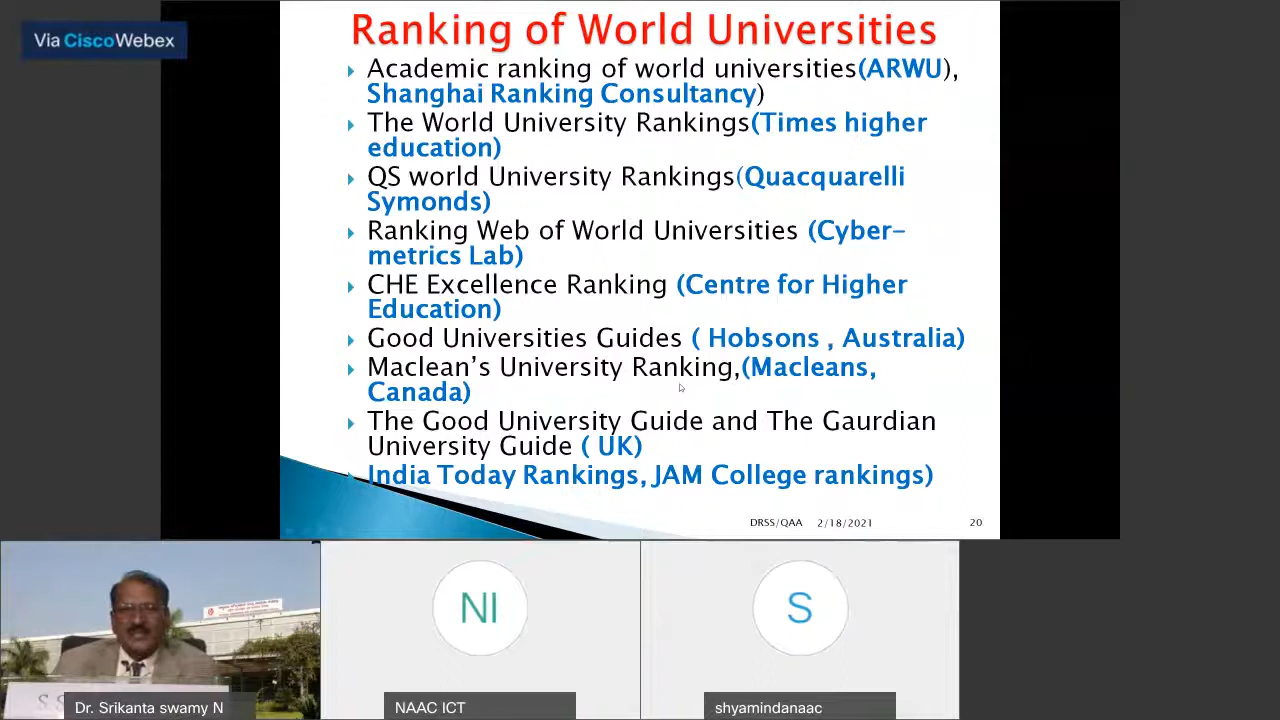 Via CiscoWebex
Ranking of World Universities
Academic ranking of world universities(ARWU),
Shanghai Ranking Consultancy)
The World University Rankings(Times higher
education)
QS world University Rankings(Quacquarelli
Symonds)
Ranking Web of World Universities (Cyber-
metrics Lab)
CHE Excellence Ranking (Centre for Higher
Education)
Good Universities Guides ( Hobsons , Australia)
Maclean's University Ranking,(Macleans,
Canada)
The Good University Guide and The Gaurdian
University Guide ( UK)
India Today Rankings, JAM College rankings)
DRSS/QAA 2/18/2021 20
NI
S
Dr. Srikanta swamy N
NAAC ICT
shyamindanaac